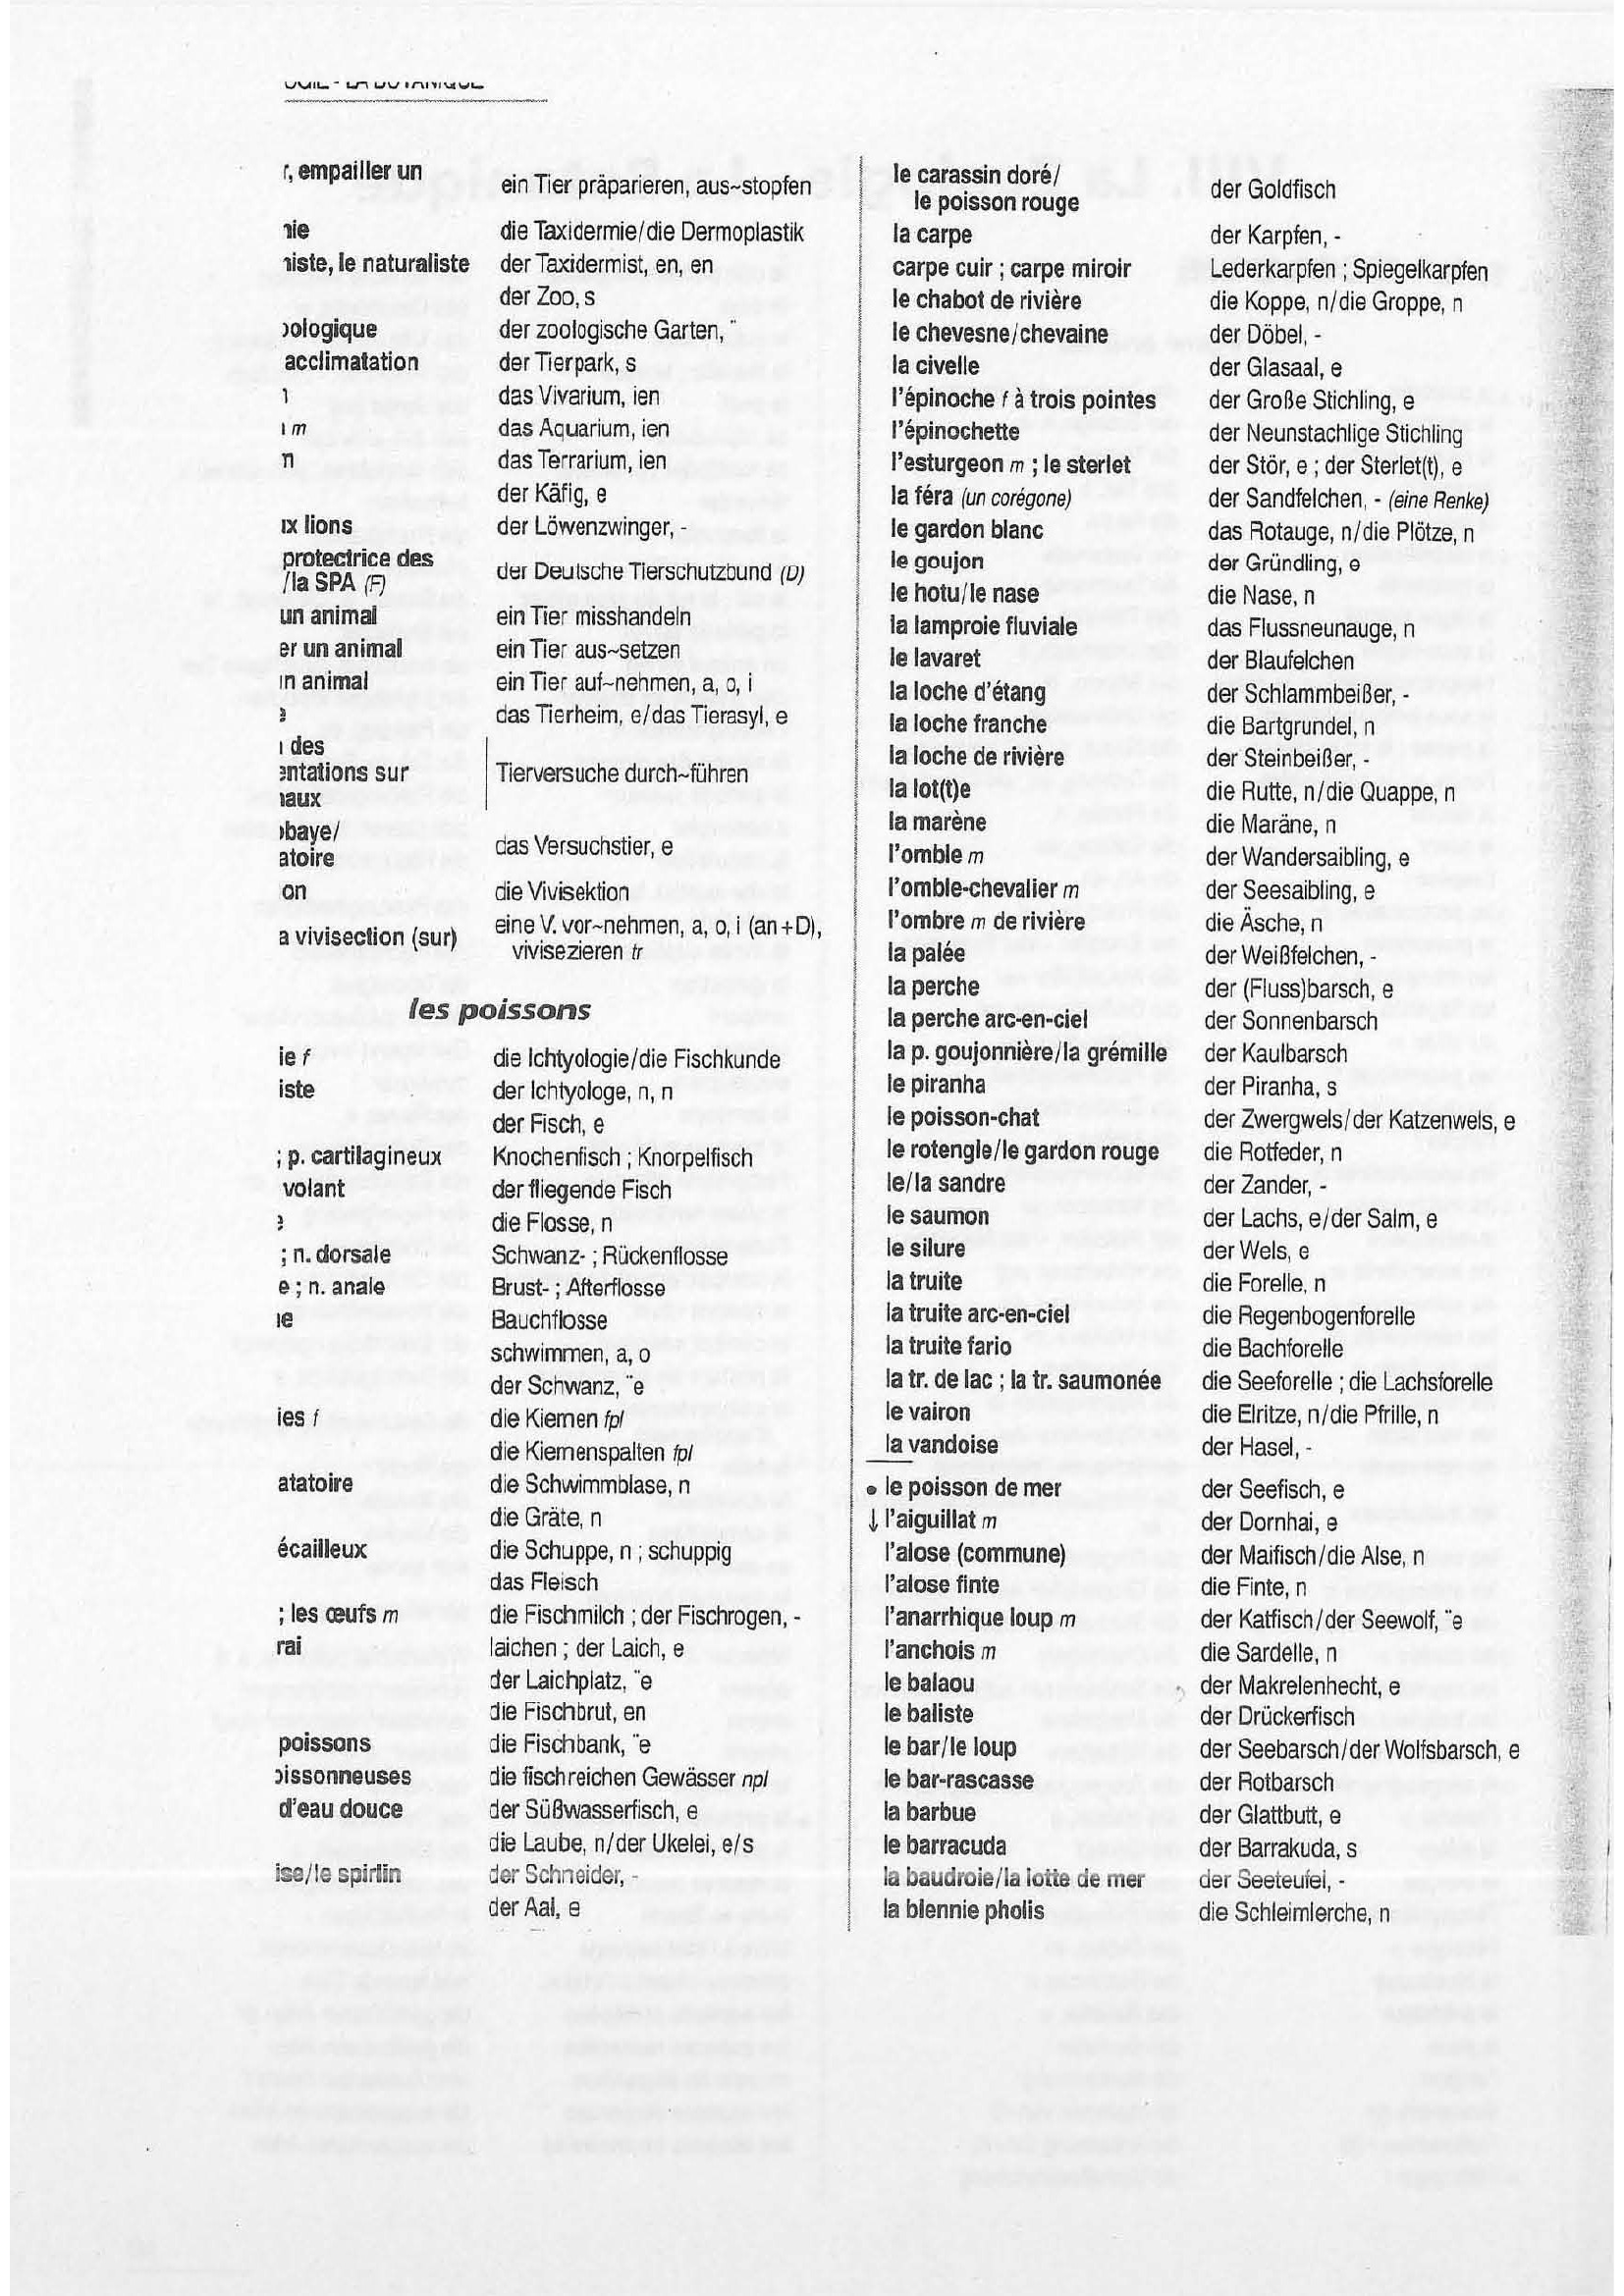 LA BOTANIQUE
empailler un
ein Tier präparieren, aus~stopfen
die Taxidermie/die Dermoplastik
le naturaliste der Taxidermist, en, en
der Zoo, s
der zoologische Garten, ¨
acclimatation der Tierpark, s
das Vivarium, ien
m das Aquarium, ien
das Terrarium, ien
der Käfig, e
lions der Löwenzwinger, -
protectrice des
/la SPA (F) der Deutsche Tierschutzbund (D)
un animal ein Tier misshandeln
un animal ein Tier aus~setzen
animal ein Tier auf~nehmen, a, o, i
das Tierheim, e/das Tierasyl, e
des
sur Tierversuche durch~führen
das Versuchstier, e
die Vivisektion
a vivisection (sur) eine V. vor~nehmen, a, o, i (an+D),
vivisezieren tr
les poissons
ie f die Ichtyologie/die Fischkunde
iste der Ichtyologe, n, n
der Fisch, e
; p. cartilagineux Knochenfisch ; Knorpelfisch
volant der fliegende Fisch
die Flosse, n
; n. dorsale Schwanz- ; Rückenflosse
e ; n. anale Brust- ; Afterflosse
Bauchflosse
schwimmen, a, o
der Schwanz, ¨e
ies f die Kiemen fpl
die Kiemenspalten fpl
atatoire die Schwimmblase, n
die Gräte, n
écailleux die Schuppe, n ; schuppig
das Fleisch
; les œufs m die Fischmilch ; der Fischrogen, -
rai laichen ; der Laich, e
der Laichplatz, ¨e
die Fischbrut, en
poissons die Fischbank, ¨e
die fischreichen Gewässer npl
d'eau douce der Süßwasserfisch, e
die Laube, n/der Ukelei, e/s
ise/le spirlin der Schneider, -
der Aal, e
le carassin doré/
le poisson rouge der Goldfisch
la carpe der Karpfen, -
carpe cuir ; carpe miroir Lederkarpfen ; Spiegelkarpfen
le chabot de rivière die Koppe, n/die Groppe, n
le chevesne/chevaine der Döbel, -
la civelle der Glasaal, e
l'épinoche f à trois pointes der Große Stichling, e
l'épinochette der Neunstachlige Stichling
l'esturgeon m ; le sterlet der Stör, e ; der Sterlet(t), e
la féra (un corégone) der Sandfelchen, - (eine Renke)
le gardon blanc das Rotauge, n/die Plötze, n
le goujon der Gründling, e
le hotu/le nase die Nase, n
la lamproie fluviale das Flussneunauge, n
le lavaret der Blaufelchen
la loche d'étang der Schlammbeißer, -
la loche franche die Bartgrundel, n
la loche de rivière der Steinbeißer, -
la lot(t)e die Rutte, n/die Quappe, n
la marène die Maräne, n
l'omble m der Wandersaibling, e
l'omble-chevalier m der Seesaibling, e
l'ombre m de rivière die Äsche, n
la palée der Weißfelchen, -
la perche der (Fluss)barsch, e
la perche arc-en-ciel der Sonnenbarsch
la p. goujonnière/la grémille der Kaulbarsch
le piranha der Piranha, s
le poisson-chat der Zwergwels/der Katzenwels, e
le rotengle/le gardon rouge die Rotfeder, n
le/la sandre der Zander, -
le saumon der Lachs, e/der Salm, e
le silure der Wels, e
la truite die Forelle, n
la truite arc-en-ciel die Regenbogenforelle
la truite fario die Bachforelle
la tr. de lac ; la tr. saumonée die Seeforelle ; die Lachsforelle
le vairon die Elritze, n/die Pfrille, n
la vandoise der Hasel, -
• le poisson de mer der Seefisch, e
↓ l'aiguillat m der Dornhai, e
l'alose (commune) der Maifisch/die Alse, n
l'alose finte die Finte, n
l'anarrhique loup m der Katfisch/der Seewolf, ¨e
l'anchois m die Sardelle, n
le balaou der Makrelenhecht, e
le baliste der Drückerfisch
le bar/le loup der Seebarsch/der Wolfsbarsch, e
le bar-rascasse der Rotbarsch
la barbue der Glattbutt, e
le barracuda der Barrakuda, s
la baudroie/la lotte de mer der Seeteufel, -
la blennie pholis die Schleimlerche, n